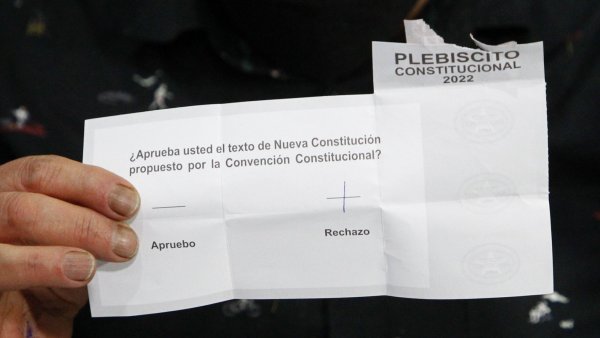 PLEBISCITO
CONSTITUCIONAL
2022
¿Aprueba usted el texto de Nueva Constitución
propuesto por la Convención Constitucional?
Apruebo
Rechazo